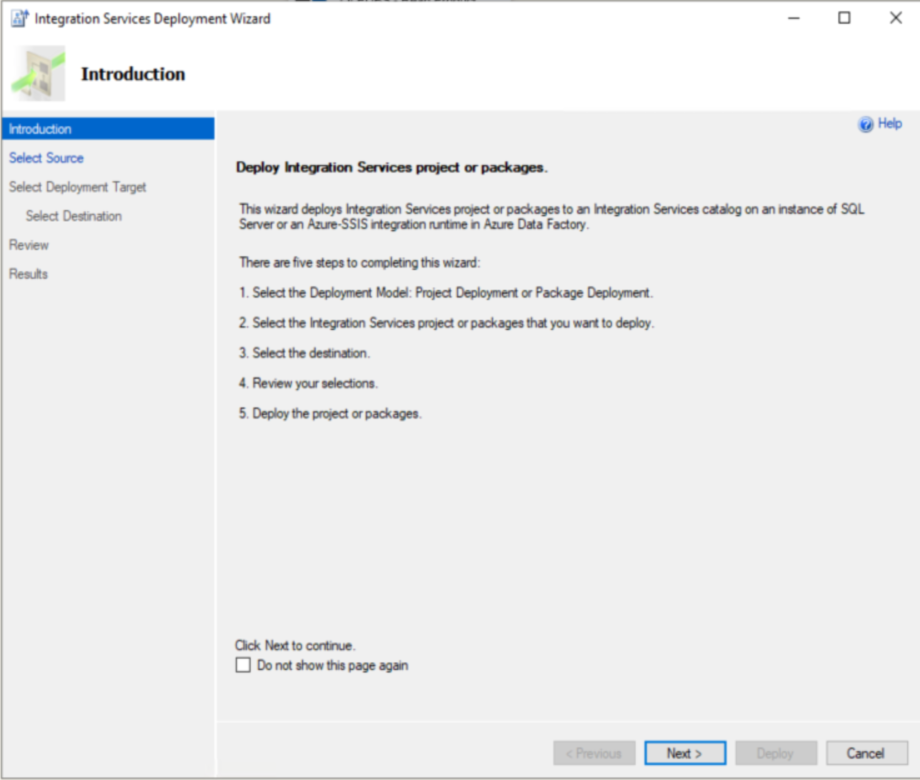 Integration Services Deployment Wizard
Introduction
Introduction
Select Source
Select Deployment Target
Select Destination
Review
Results
Help
Deploy Integration Services project or packages.
This wizard deploys Integration Services project or packages to an Integration Services catalog on an instance of SQL
Server or an Azure-SSIS integration runtime in Azure Data Factory.
There are five steps to completing this wizard:
1. Select the Deployment Model: Project Deployment or Package Deployment.
2. Select the Integration Services project or packages that you want to deploy.
3. Select the destination.
4. Review your selections.
5. Deploy the project or packages.
Click Next to continue.
Do not show this page again
< Previous
Next >
Deploy
Cancel